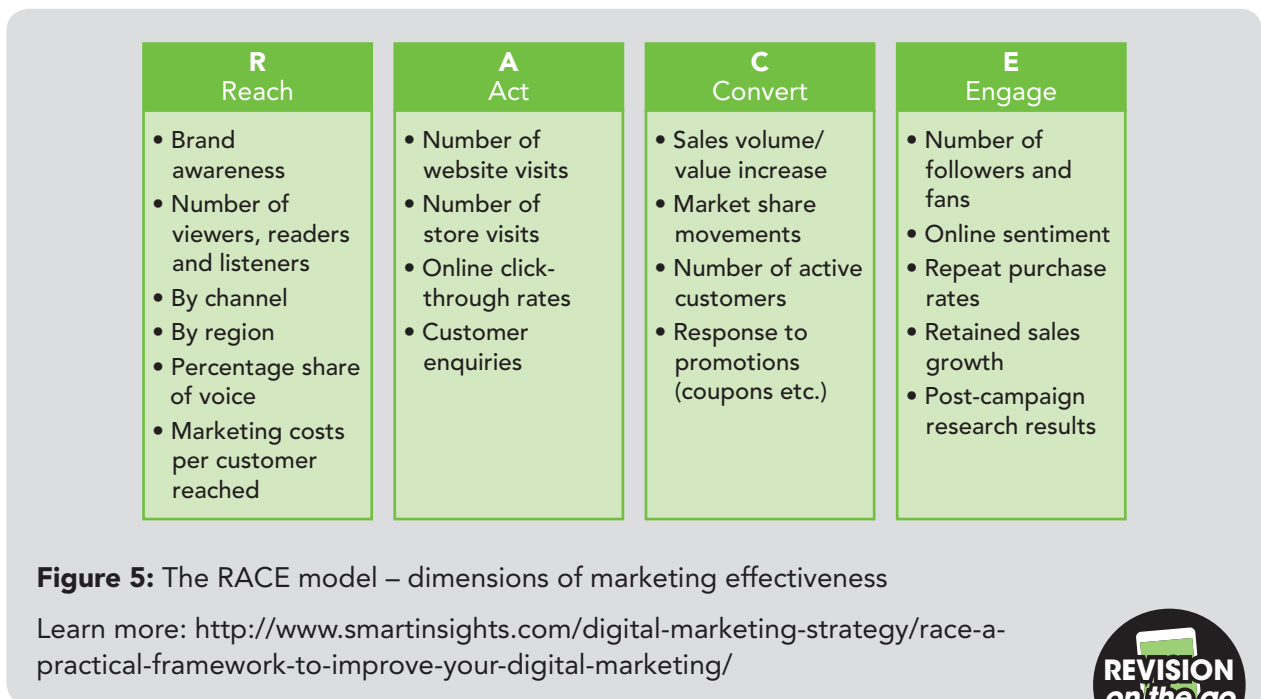 R
Reach
• Brand
awareness
• Number of
viewers, readers
and listeners
• By channel
• By region
• Percentage share
of voice
• Marketing costs
per customer
reached
A
Act
• Number of
website visits
• Number of
store visits
• Online click-
through rates
• Customer
enquiries
C
Convert
• Sales volume/
value increase
• Market share
movements
• Number of active
customers
• Response to
promotions
(coupons etc.)
E
Engage
• Number of
followers and
fans
• Online sentiment
• Repeat purchase
rates
• Retained sales
growth
• Post-campaign
research results
Figure 5: The RACE model – dimensions of marketing effectiveness
Learn more: http://www.smartinsights.com/digital-marketing-strategy/race-a-
practical-framework-to-improve-your-digital-marketing/
REVISION
on the go